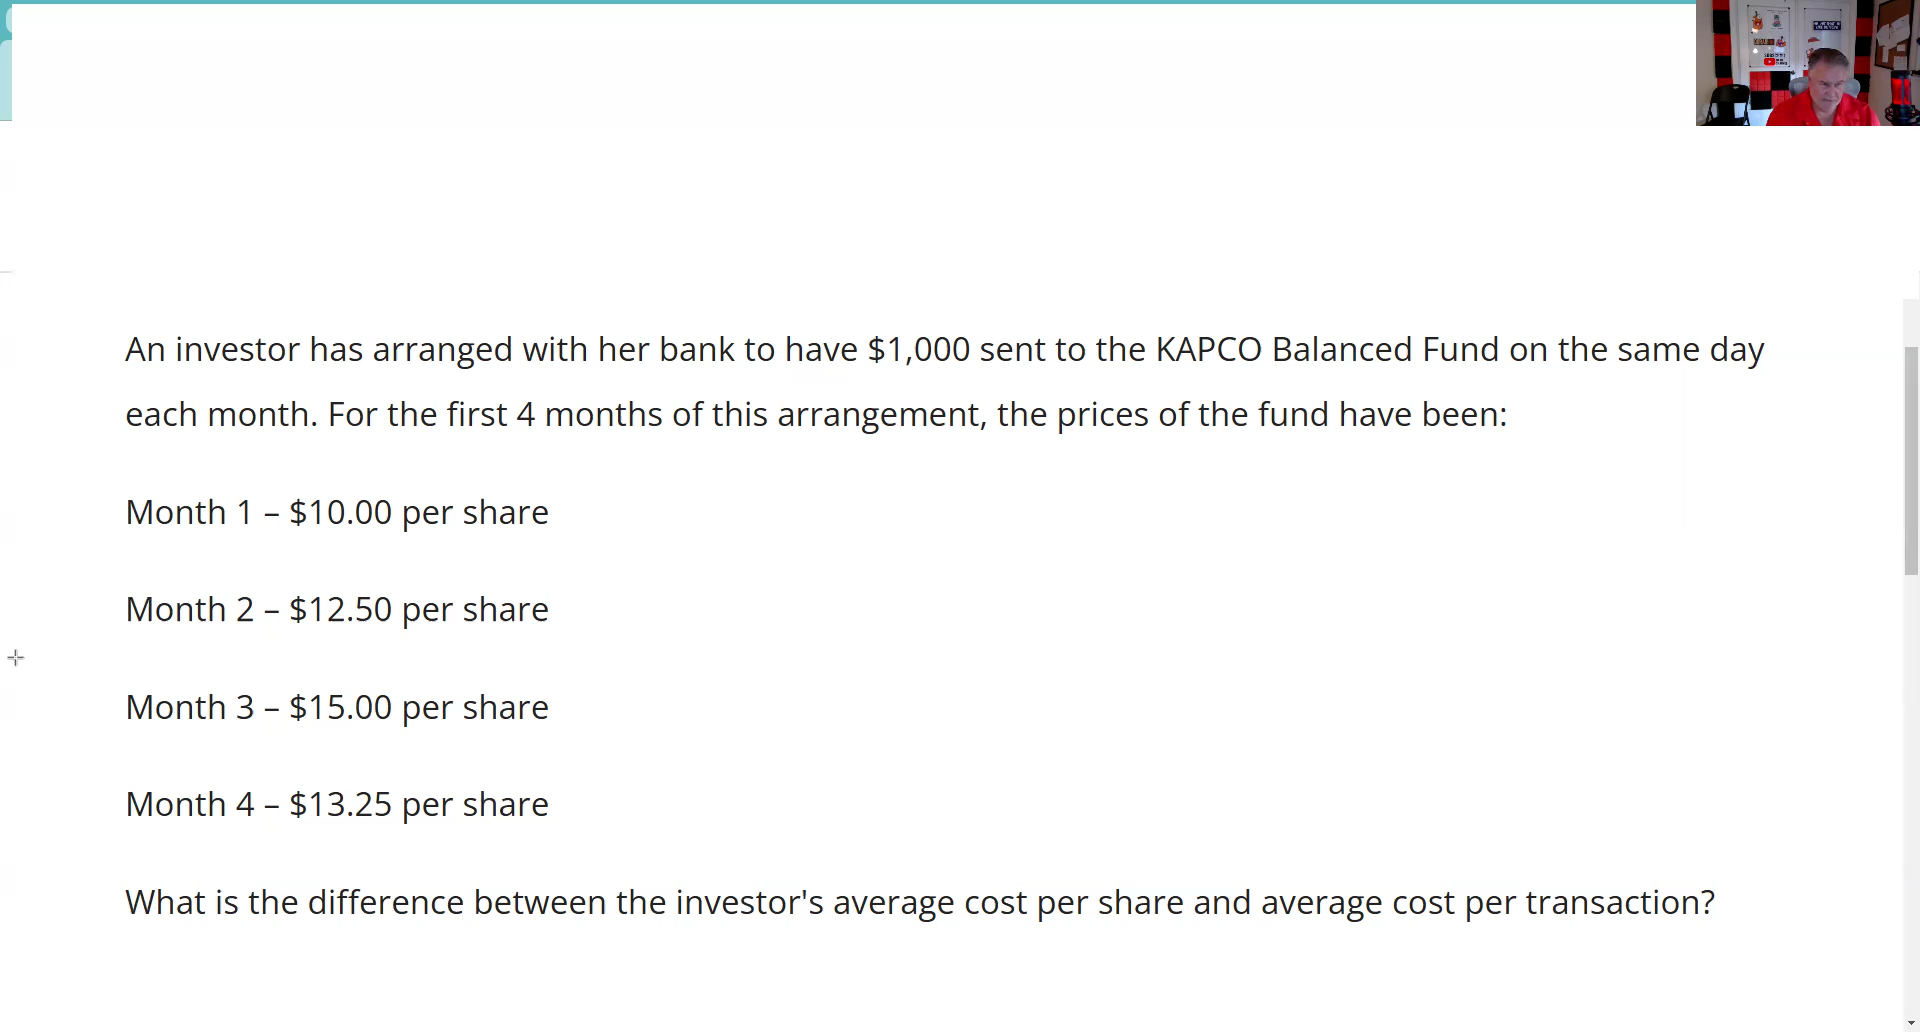 An investor has arranged with her bank to have $1,000 sent to the KAPCO Balanced Fund on the same day
each month. For the first 4 months of this arrangement, the prices of the fund have been:
Month 1 – $10.00 per share
Month 2 – $12.50 per share
Month 3 – $15.00 per share
Month 4 – $13.25 per share
What is the difference between the investor's average cost per share and average cost per transaction?